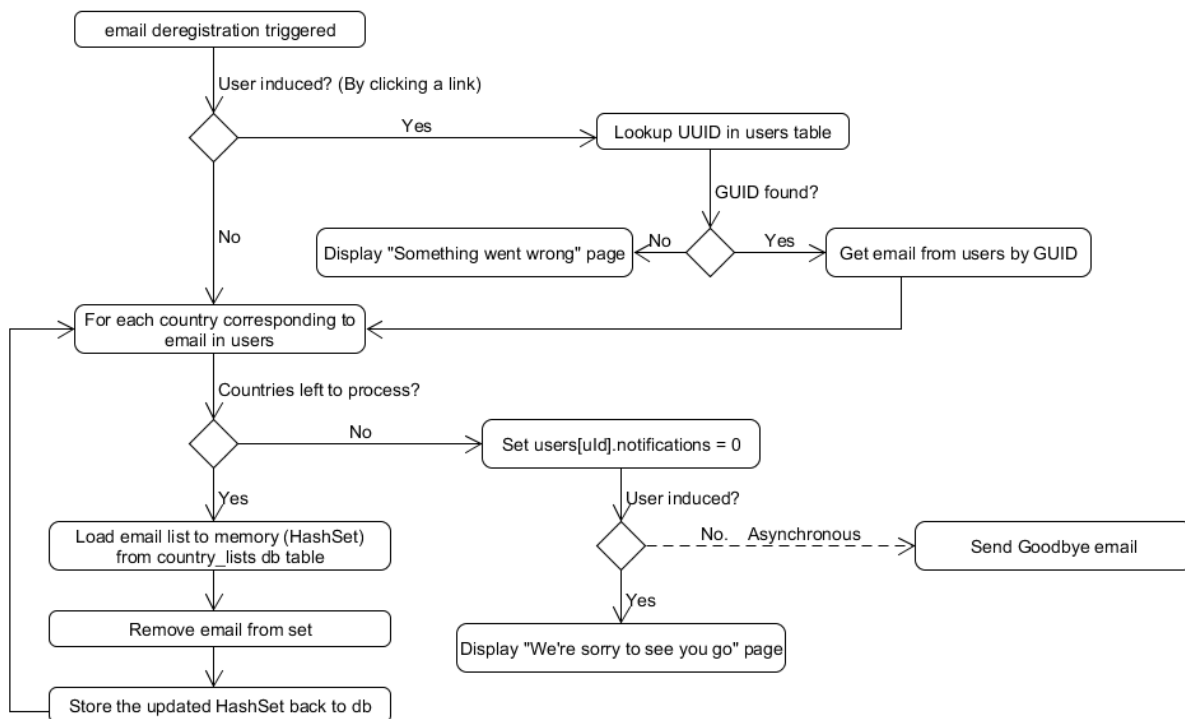 email deregistration triggered
User induced? (By clicking a link)
Yes
Lookup UUID in users table
GUID found?
No
Display "Something went wrong" page
No
Yes
Get email from users by GUID
For each country corresponding to
email in users
Countries left to process?
No
Set users[uId].notifications = 0
Yes
User induced?
Load email list to memory (HashSet)
from country_lists db table
No. Asynchronous
Send Goodbye email
Yes
Remove email from set
Display "We're sorry to see you go" page
Store the updated HashSet back to db